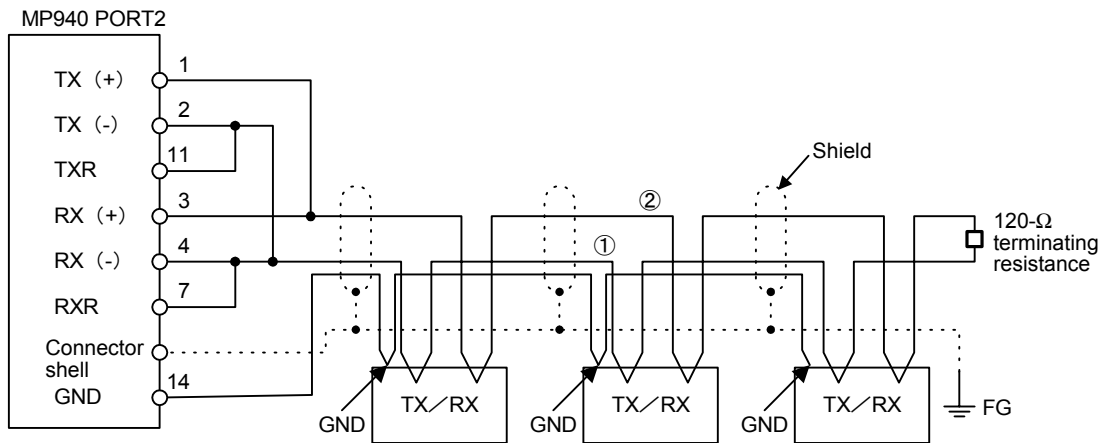 MP940 PORT2
TX (+)
1
TX (-)
2
TXR
11
RX (+)
3
RX (-)
4
RXR
7
Connector
shell
GND
14
Shield
②
①
120-Ω
terminating
resistance
GND
TX／RX
GND
TX／RX
GND
TX／RX
FG